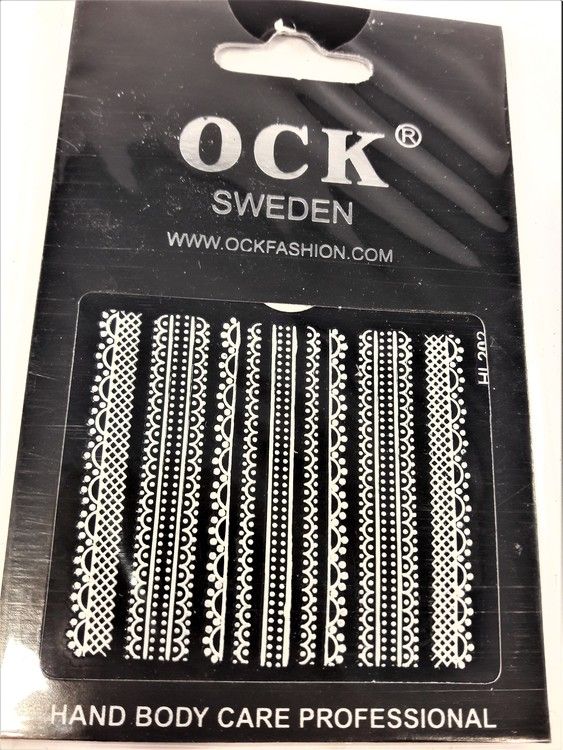 OCK®
SWEDEN
WWW.OCKFASHION.COM
HAND BODY CARE PROFESSIONAL